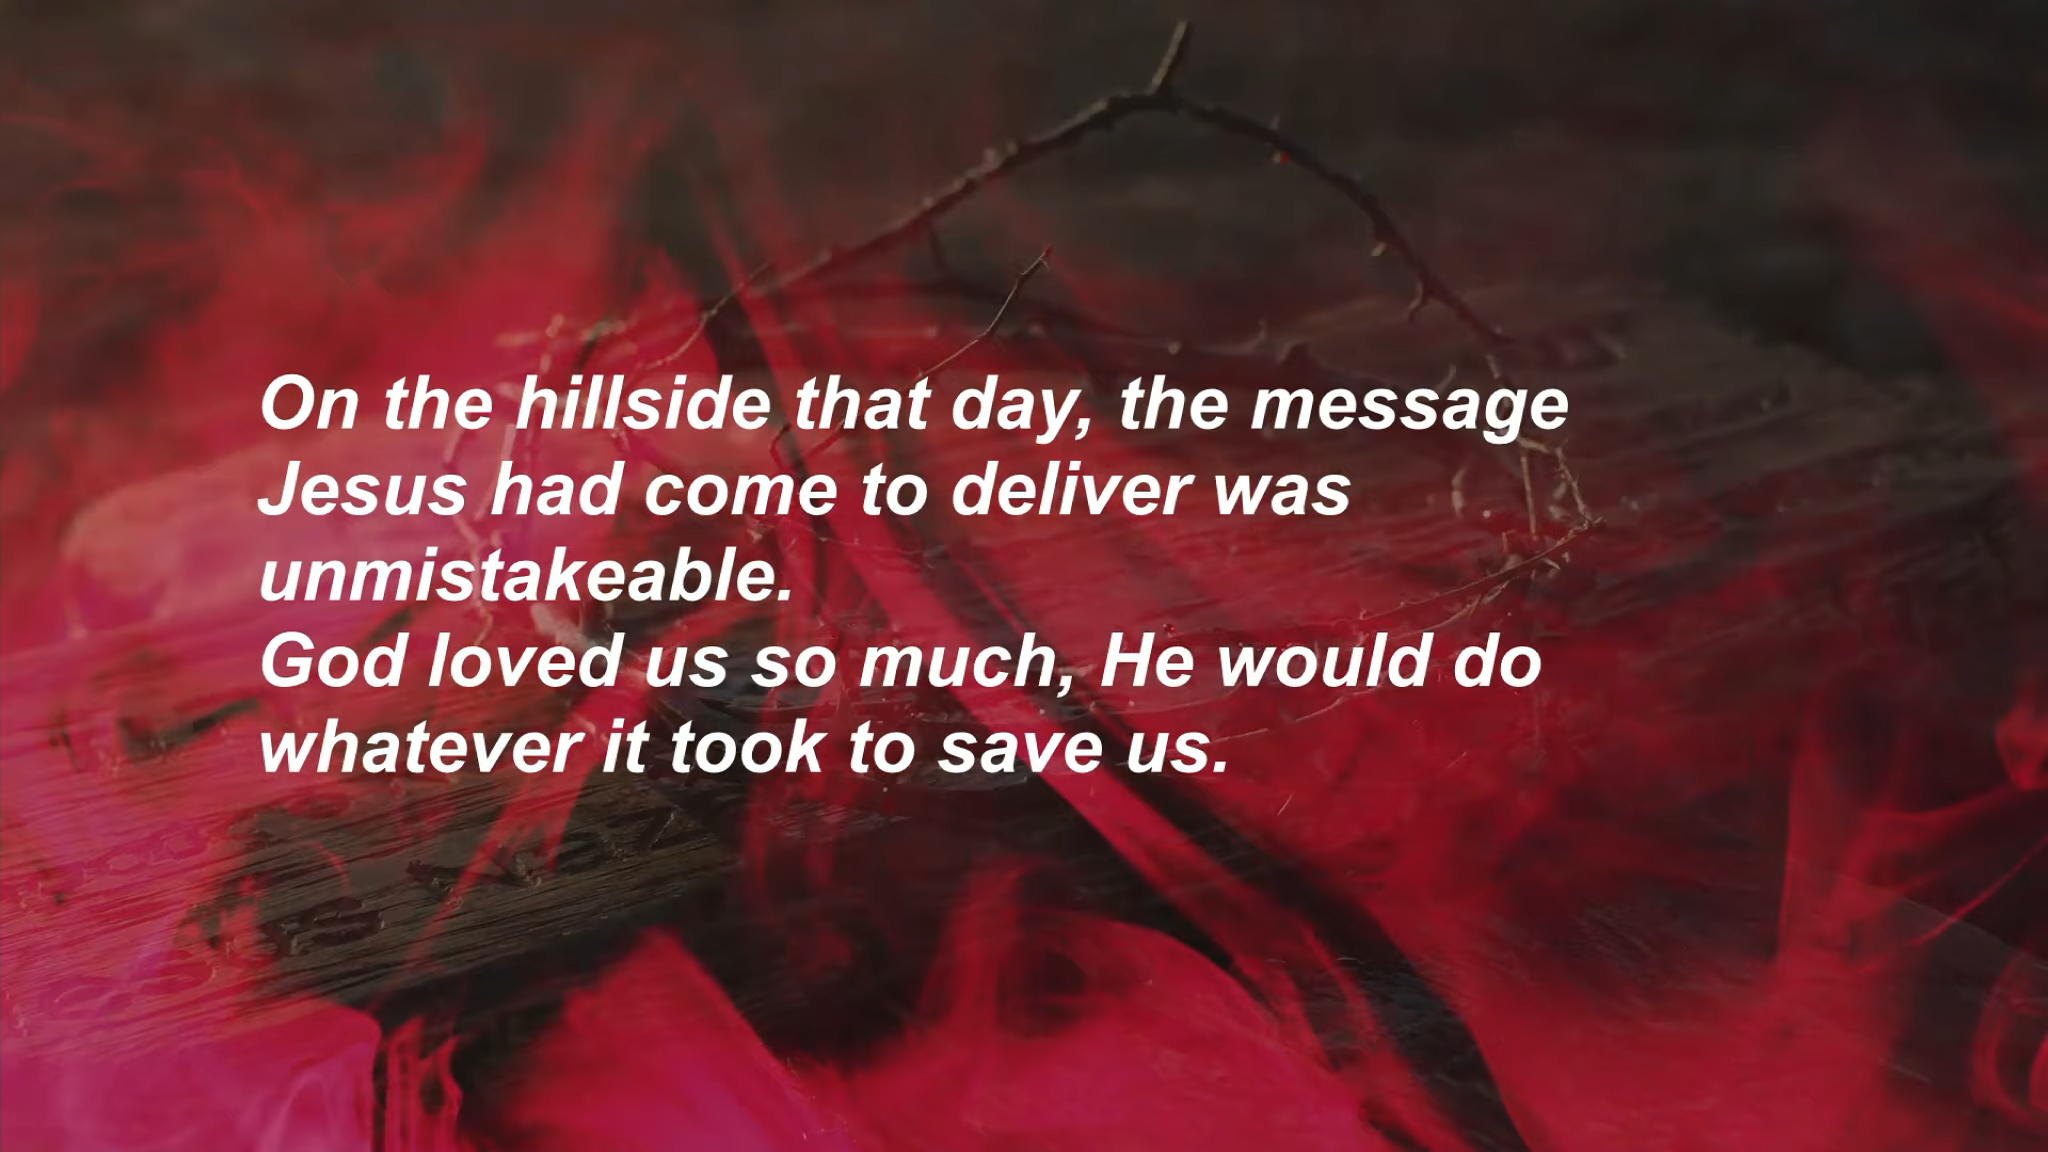 On the hillside that day, the message
Jesus had come to deliver was
unmistakeable.
God loved us so much, He would do
whatever it took to save us.